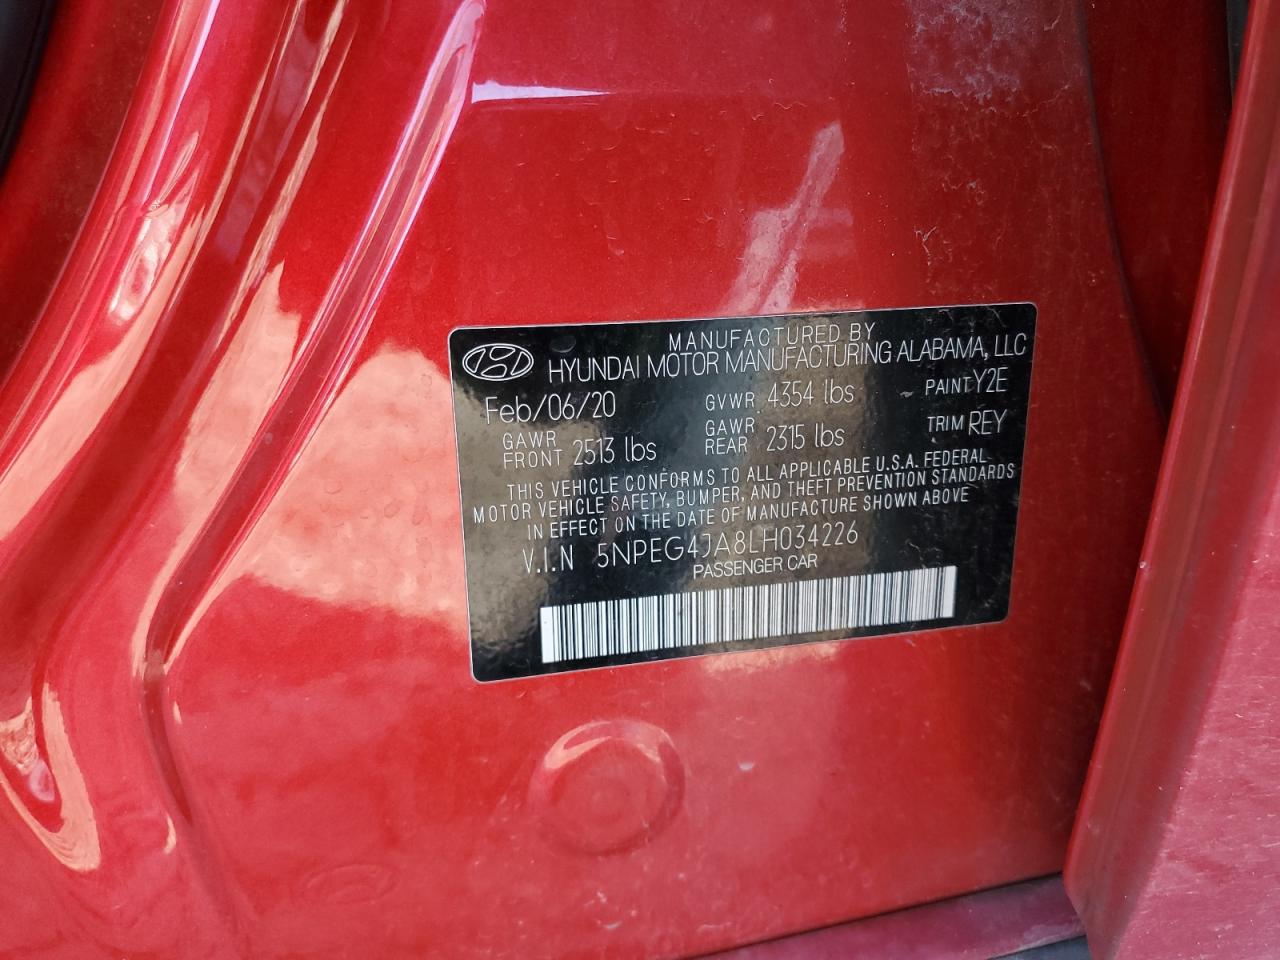 MANUFACTURED BY
HYUNDAI MOTOR MANUFACTURING ALABAMA, LLC
Feb/06/20 GVWR 4354 lbs PAINT Y2E
GAWR FRONT 2513 lbs GAWR REAR 2315 lbs TRIM REY
THIS VEHICLE CONFORMS TO ALL APPLICABLE U.S.A. FEDERAL
MOTOR VEHICLE SAFETY, BUMPER, AND THEFT PREVENTION STANDARDS
IN EFFECT ON THE DATE OF MANUFACTURE SHOWN ABOVE
V.I.N 5NPEG4JA8LH034226
PASSENGER CAR